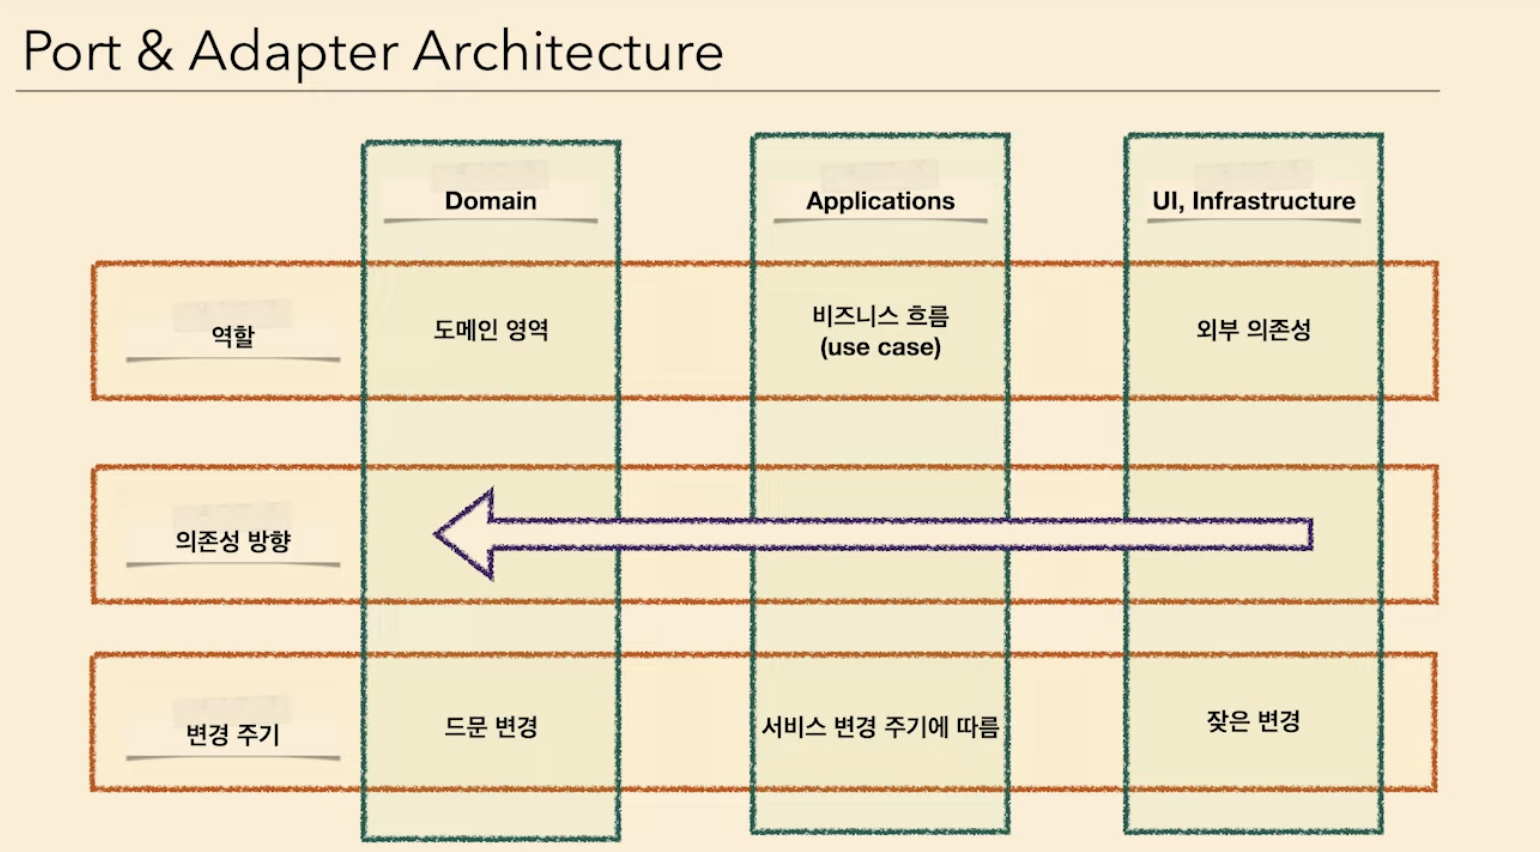 Port & Adapter Architecture
Domain
Applications
UI, Infrastructure
역할
도메인 영역
비즈니스 흐름
(use case)
외부 의존성
의존성 방향
변경 주기
드문 변경
서비스 변경 주기에 따름
잦은 변경